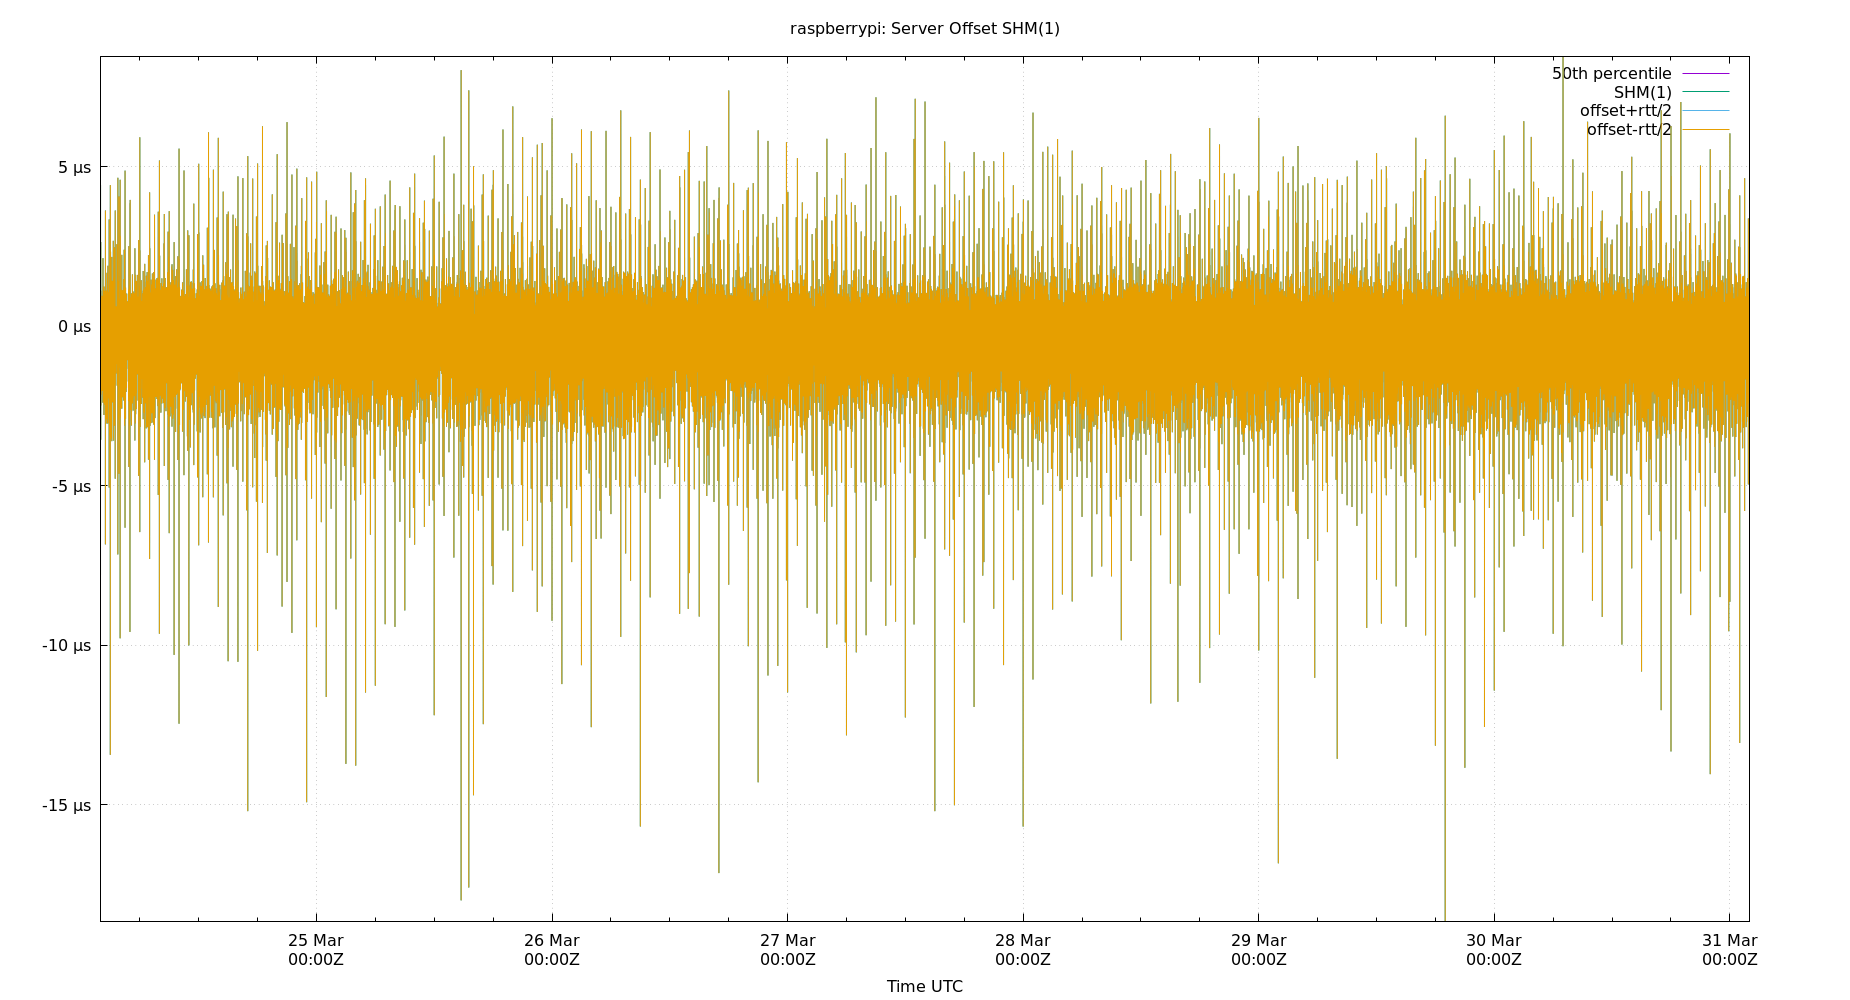 raspberrypi: Server Offset SHM(1)
50th percentile
SHM(1)
offset+rtt/2
offset-rtt/2
5 µs
0 µs
-5 µs
-10 µs
-15 µs
25 Mar 26 Mar 27 Mar 28 Mar 29 Mar 30 Mar 31 Mar
00:00Z 00:00Z 00:00Z 00:00Z 00:00Z 00:00Z 00:00Z
Time UTC